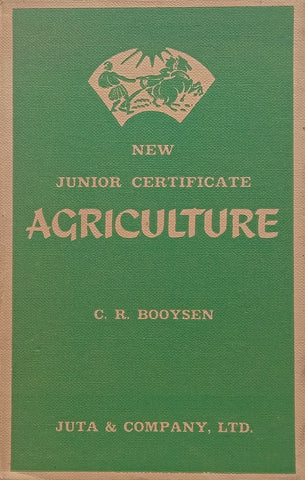 NEW
JUNIOR CERTIFICATE
AGRICULTURE
C. R. BOOYSEN
JUTA & COMPANY, LTD.